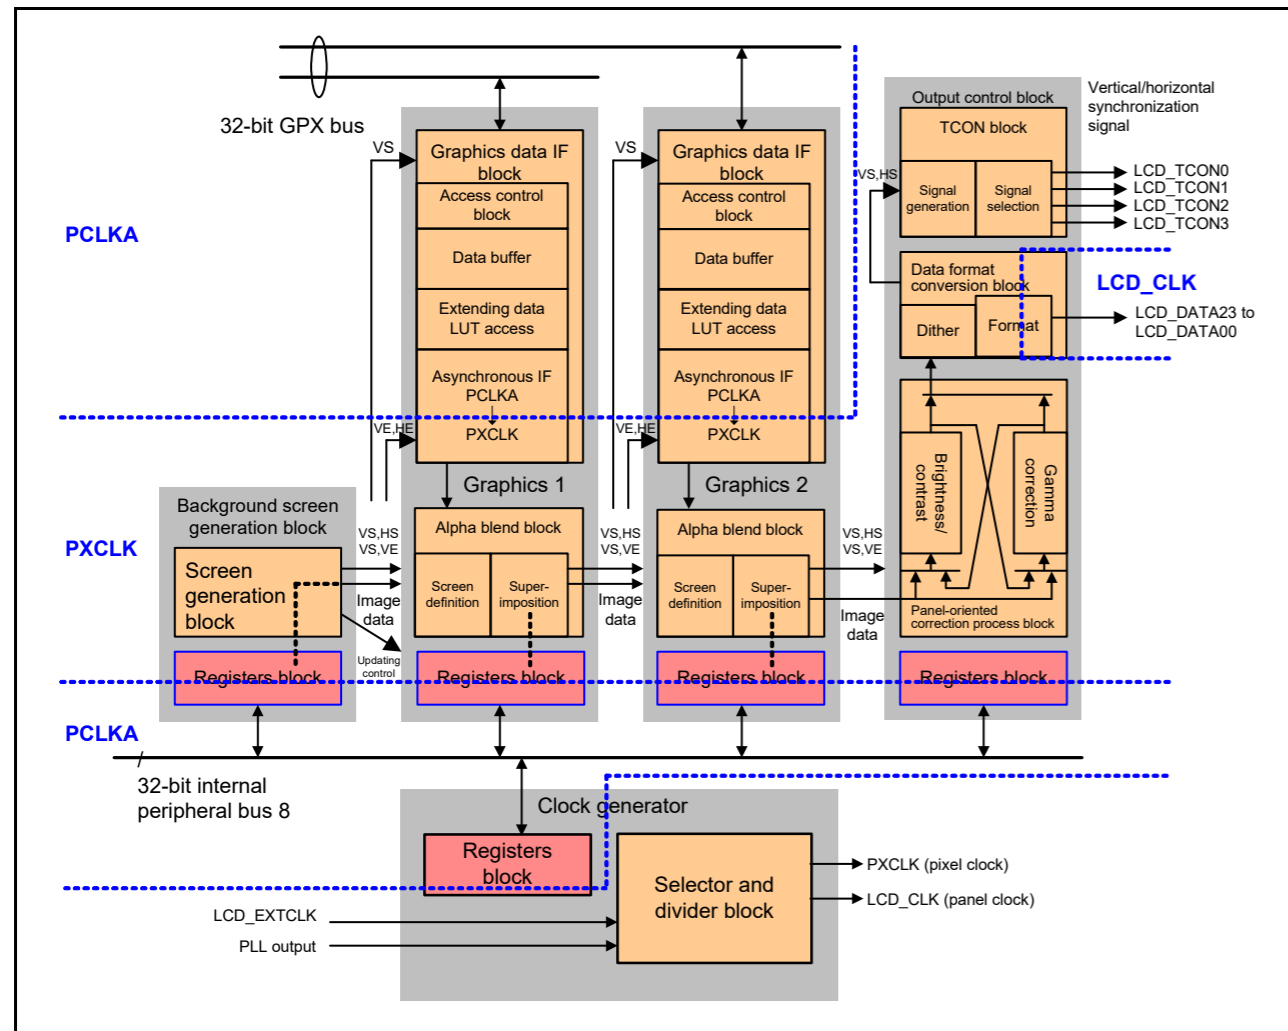 32-bit GPX bus
PCLKA
VS
Graphics data IF
block
Access control
block
Data buffer
Extending data
LUT access
Asynchronous IF
PCLKA
PXCLK
VE,HE
Graphics 1
VS
Graphics data IF
block
Access control
block
Data buffer
Extending data
LUT access
Asynchronous IF
PCLKA
PXCLK
VE,HE
Graphics 2
Output control block
TCON block
VS,HS
Signal
generation
Signal
selection
Vertical/horizontal
synchronization
signal
LCD_TCON0
LCD_TCON1
LCD_TCON2
LCD_TCON3
Data format
conversion block
Dither
Format
LCD_CLK
LCD_DATA23 to
LCD_DATA00
Brightness/
contrast
Gamma
correction
Panel-oriented
correction process block
PXCLK
Background screen
generation block
Screen
generation
block
VS,HS
VS,VE
Image
data
Updating
control
Alpha blend block
Screen
definition
Super-
imposition
VS,HS
VS,VE
Image
data
Alpha blend block
Screen
definition
Super-
imposition
VS,HS
VS,VE
Image
data
Registers block
Registers block
Registers block
Registers block
PCLKA
32-bit internal
peripheral bus 8
Clock generator
Registers
block
Selector and
divider block
LCD_EXTCLK
PLL output
PXCLK (pixel clock)
LCD_CLK (panel clock)